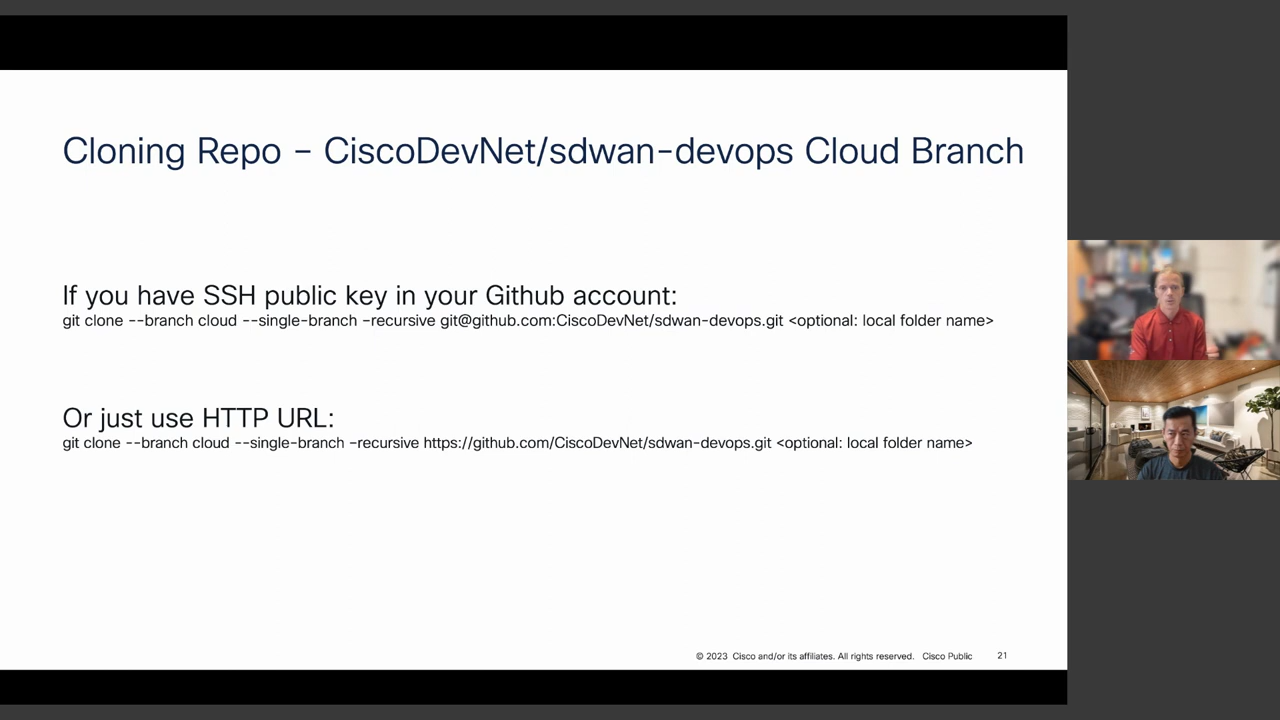 Cloning Repo – CiscoDevNet/sdwan-devops Cloud Branch
If you have SSH public key in your Github account:
git clone --branch cloud --single-branch –recursive git@github.com:CiscoDevNet/sdwan-devops.git <optional: local folder name>
Or just use HTTP URL:
git clone --branch cloud --single-branch –recursive https://github.com/CiscoDevNet/sdwan-devops.git <optional: local folder name>
© 2023 Cisco and/or its affiliates. All rights reserved. Cisco Public 21